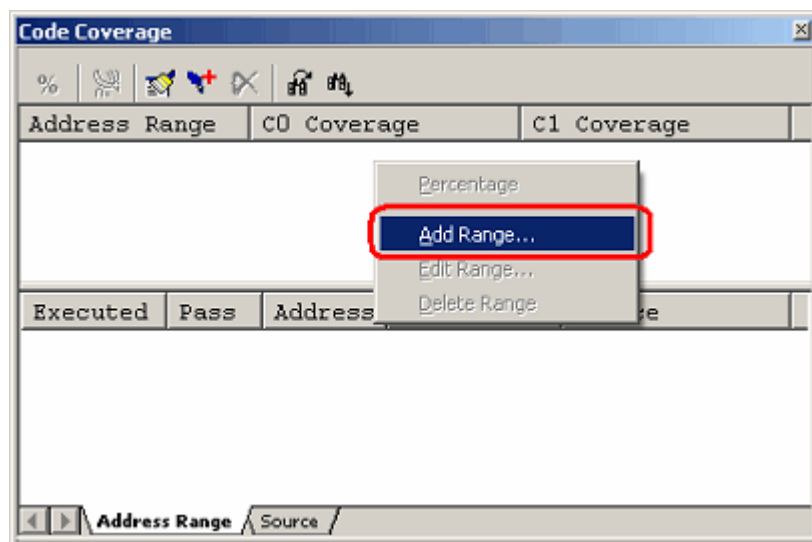 Code Coverage
%
Address Range C0 Coverage C1 Coverage
Percentage
Add Range...
Edit Range...
Delete Range
Executed Pass Address
Address Range Source